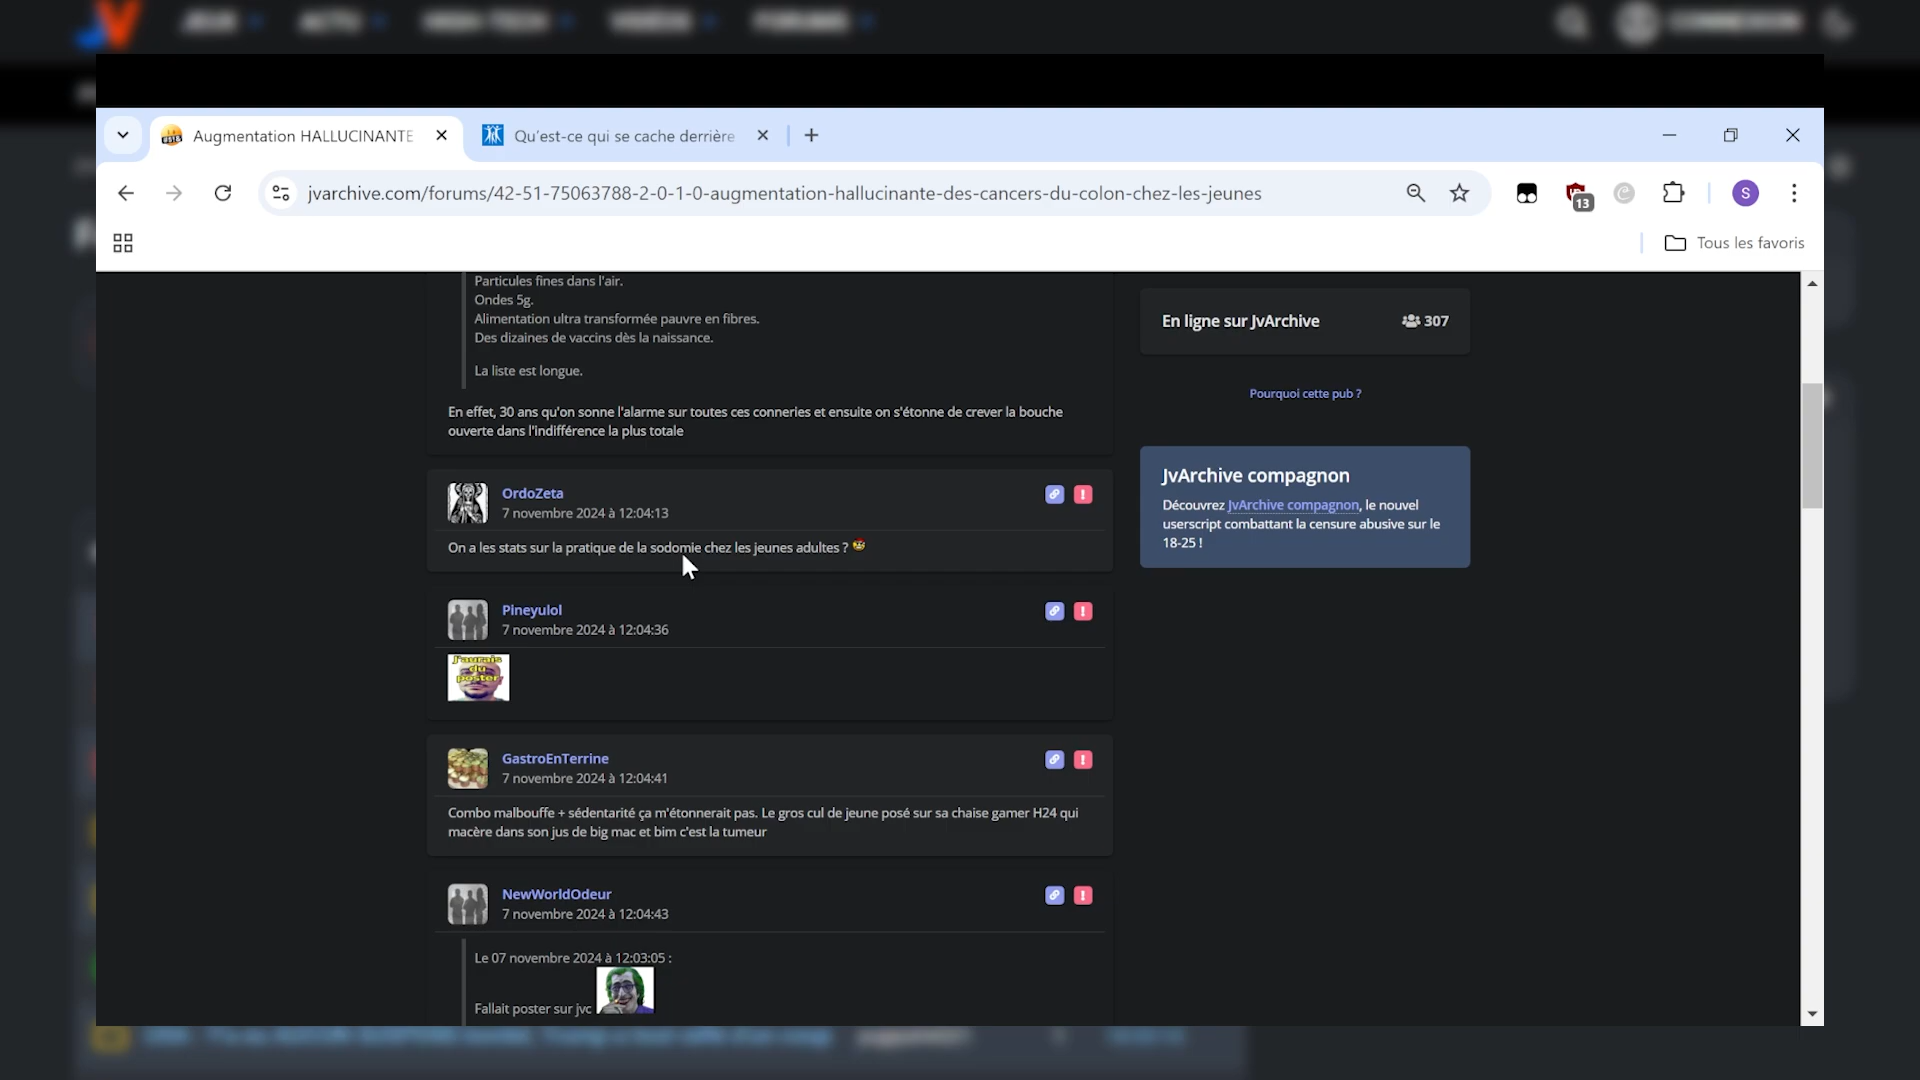 JEUX
ACTU
HIGH-TECH
VIDÉOS
FORUMS
CONNEXION
Augmentation HALLUCINANTE
Qu'est-ce qui se cache derrière
jvarchive.com/forums/42-51-75063788-2-0-1-0-augmentation-hallucinante-des-cancers-du-colon-chez-les-jeunes
13
S
Tous les favoris
Particules fines dans l'air.
Ondes 5g.
Alimentation ultra transformée pauvre en fibres.
Des dizaines de vaccins dès la naissance.
La liste est longue.
En effet, 30 ans qu'on sonne l'alarme sur toutes ces conneries et ensuite on s'étonne de crever la bouche
ouverte dans l'indifférence la plus totale
En ligne sur JvArchive 307
Pourquoi cette pub ?
JvArchive compagnon
Découvrez JvArchive compagnon, le nouvel
userscript combattant la censure abusive sur le
18-25 !
OrdoZeta
7 novembre 2024 à 12:04:13
On a les stats sur la pratique de la sodomie chez les jeunes adultes ?
Pineyulol
7 novembre 2024 à 12:04:36
J'aurais
du
poster
GastroEnTerrine
7 novembre 2024 à 12:04:41
Combo malbouffe + sédentarité ça m'étonnerait pas. Le gros cul de jeune posé sur sa chaise gamer H24 qui
macère dans son jus de big mac et bim c'est la tumeur
NewWorldOdeur
7 novembre 2024 à 12:04:43
Le 07 novembre 2024 à 12:03:05 :
Fallait poster sur jvc